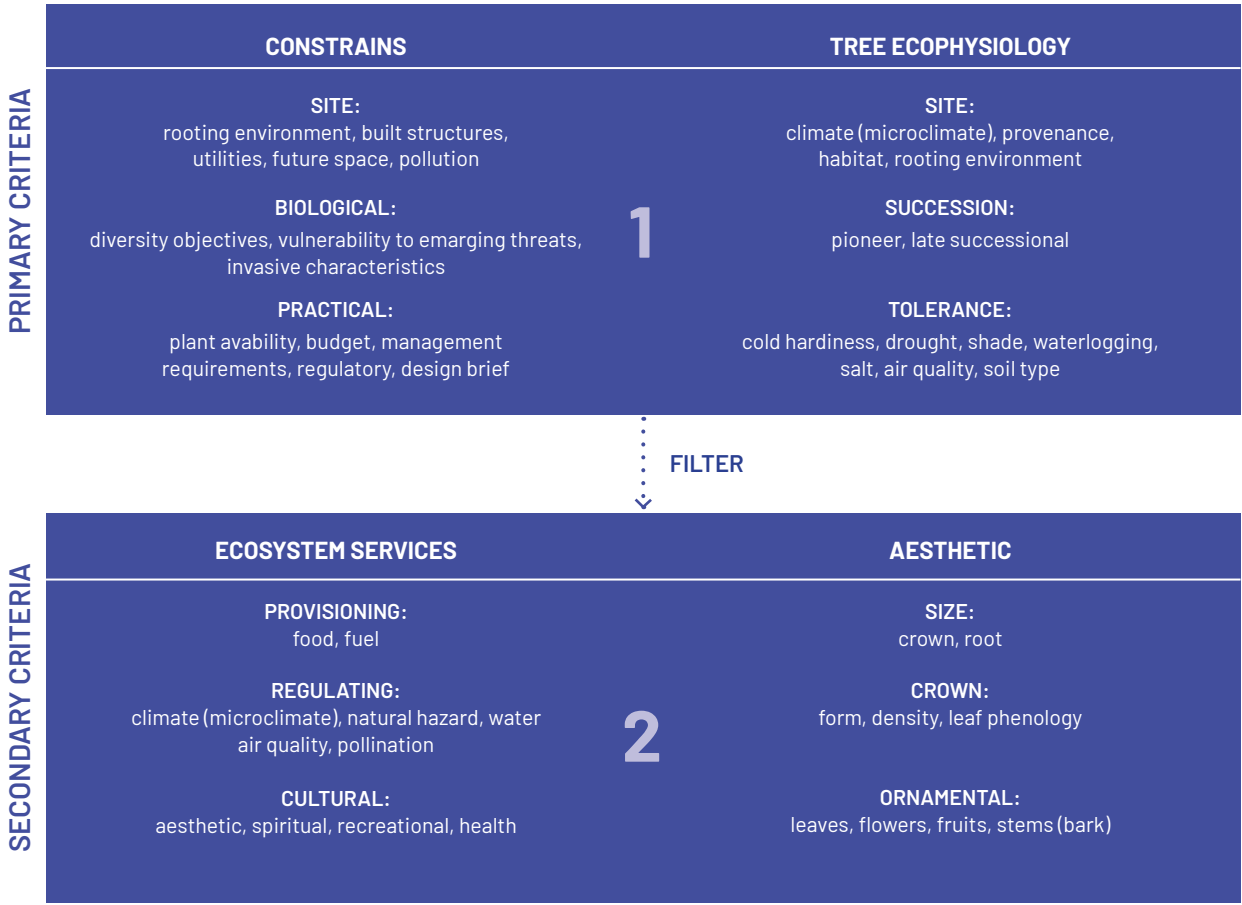 PRIMARY CRITERIA
CONSTRAINS
SITE:
rooting environment, built structures,
utilities, future space, pollution
BIOLOGICAL:
diversity objectives, vulnerability to emarging threats,
invasive characteristics
PRACTICAL:
plant avability, budget, management
requirements, regulatory, design brief
1
TREE ECOPHYSIOLOGY
SITE:
climate (microclimate), provenance,
habitat, rooting environment
SUCCESSION:
pioneer, late successional
TOLERANCE:
cold hardiness, drought, shade, waterlogging,
salt, air quality, soil type
FILTER
SECONDARY CRITERIA
ECOSYSTEM SERVICES
PROVISIONING:
food, fuel
REGULATING:
climate (microclimate), natural hazard, water
air quality, pollination
CULTURAL:
aesthetic, spiritual, recreational, health
2
AESTHETIC
SIZE:
crown, root
CROWN:
form, density, leaf phenology
ORNAMENTAL:
leaves, flowers, fruits, stems (bark)